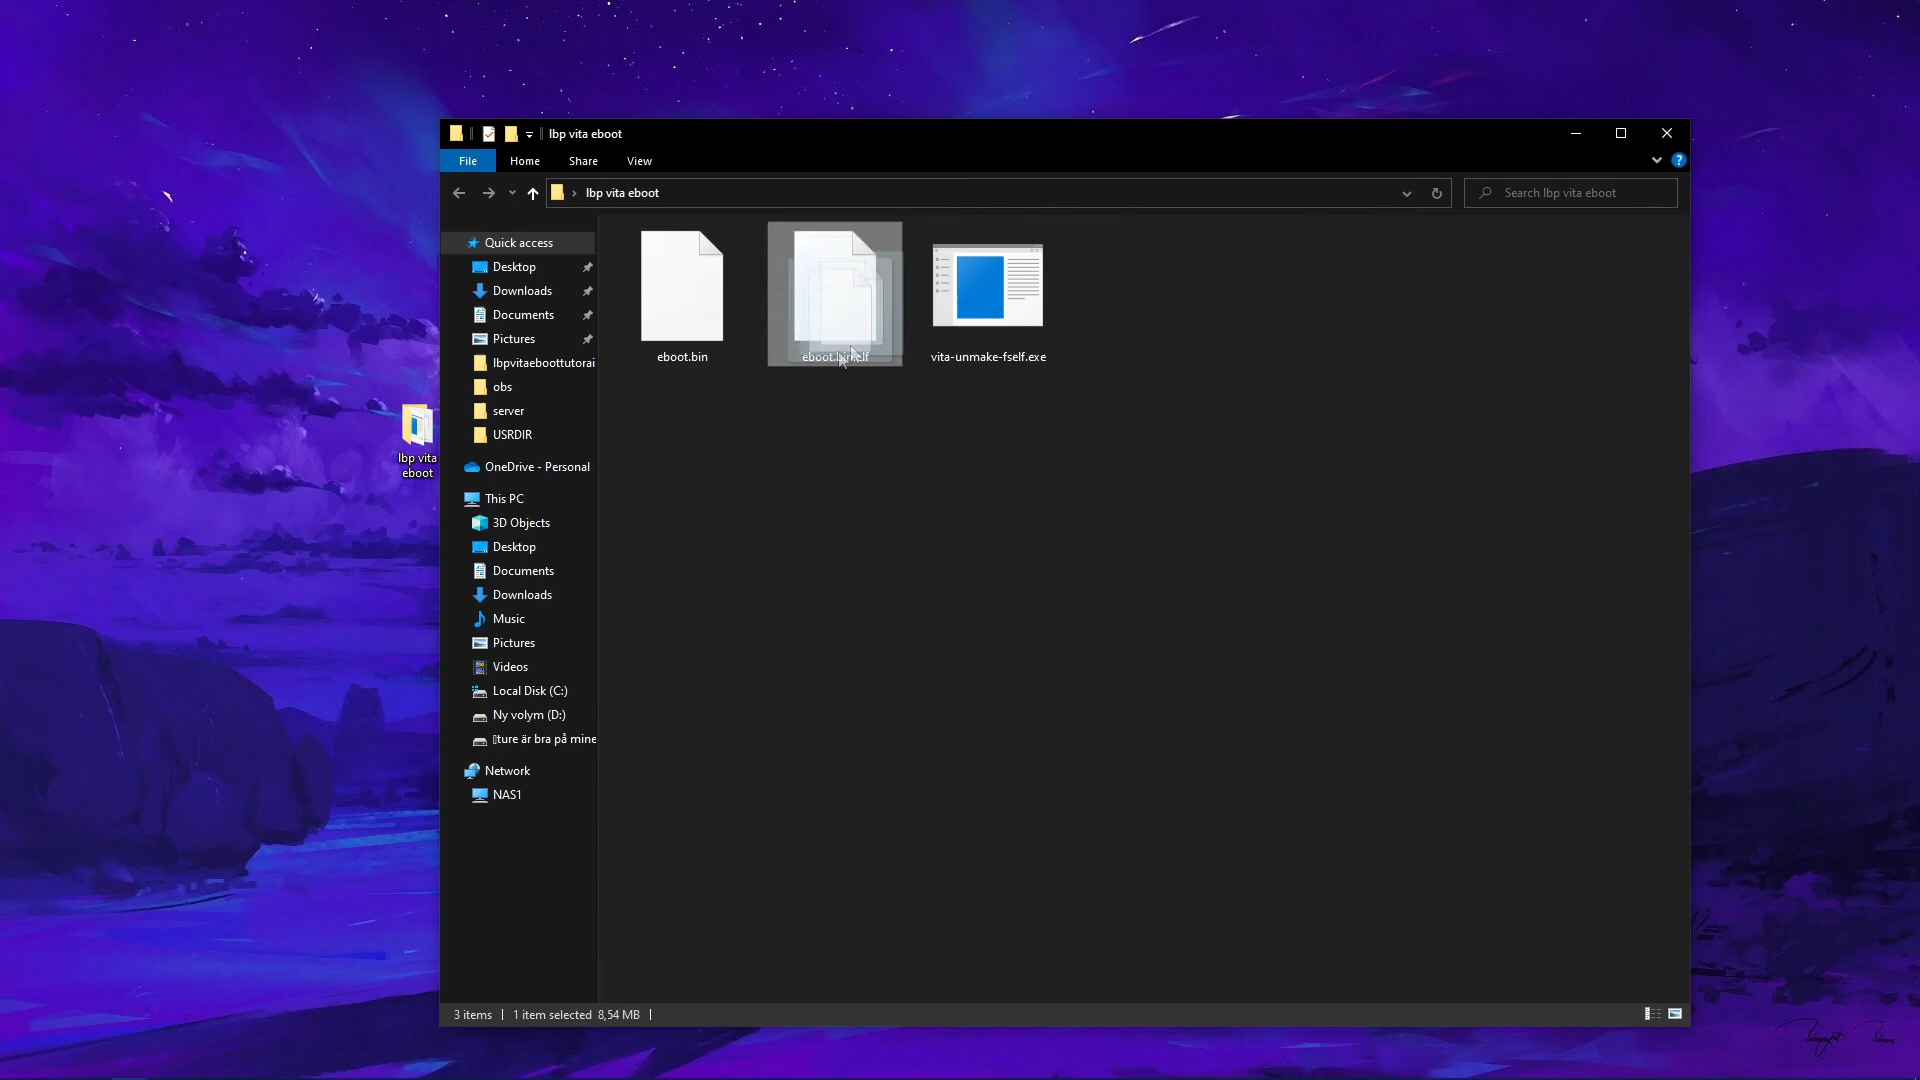 lbp vita eboot
File Home Share View
lbp vita eboot
Search lbp vita eboot
Quick access
Desktop
Downloads
Documents
Pictures
lbpvitaeboottutorai
obs
server
USRDIR
OneDrive - Personal
This PC
3D Objects
Desktop
Documents
Downloads
Music
Pictures
Videos
Local Disk (C:)
Ny volym (D:)
ture är bra på mine
Network
NAS1
eboot.bin
eboot.bin.elf
vita-unmake-fself.exe
lbp vita
eboot
3 items 1 item selected 8,54 MB